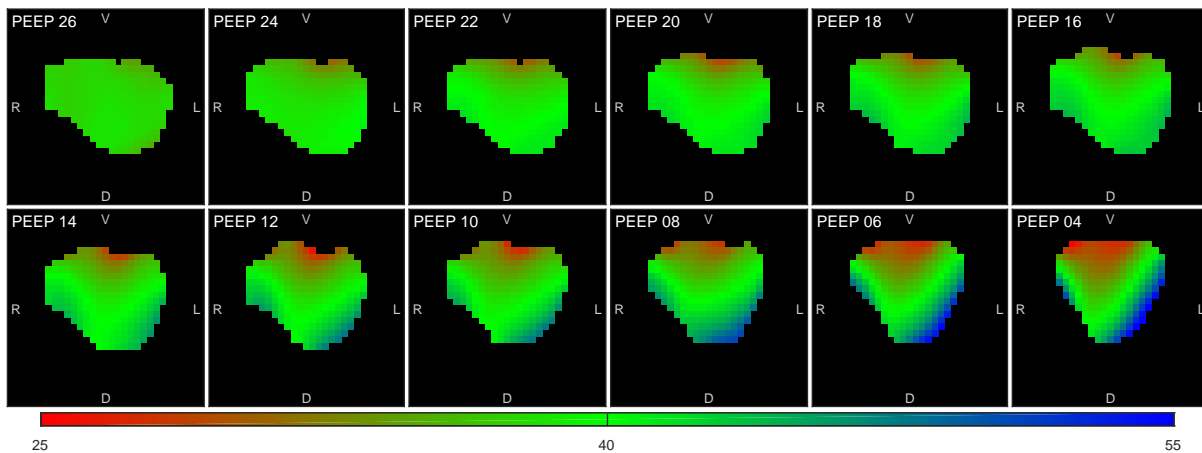 PEEP 26 V PEEP 24 V PEEP 22 V PEEP 20 V PEEP 18 V PEEP 16 V
R L R L R L R L R L R L
D D D D D D
PEEP 14 V PEEP 12 V PEEP 10 V PEEP 08 V PEEP 06 V PEEP 04 V
R L R L R L R L R L R L
D D D D D D
25 40 55